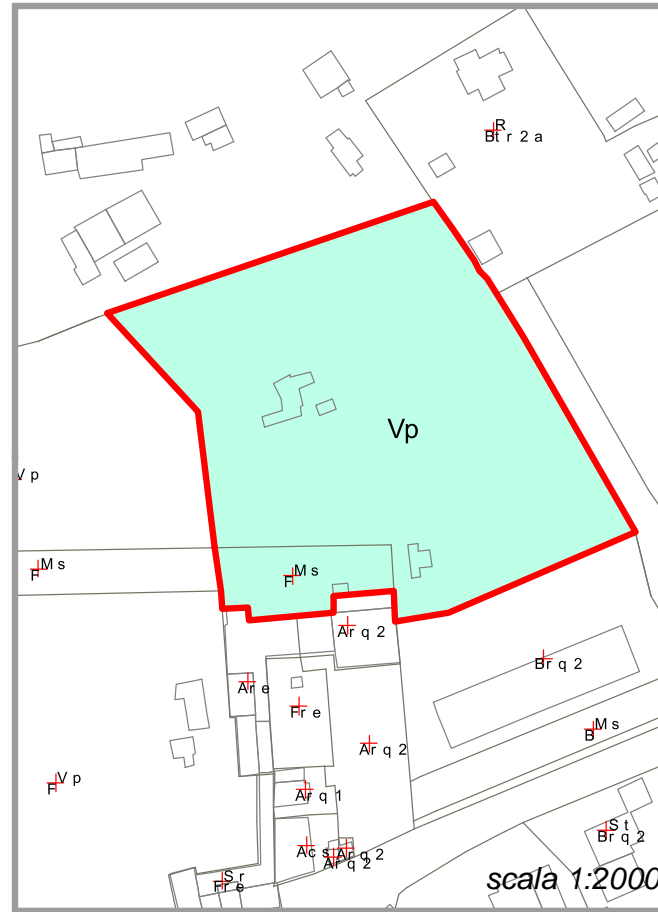 R
Bt r 2 a
Vp
V p
M s
F
M s
F
Ar q 2
Br q 2
Ar e
Fr e
M s
B
Ar q 2
V p
F
Ar q 1
S t
Br q 2
Ac s
Ar q 2
Ar q 2
S r
Fr e
scala 1:2000